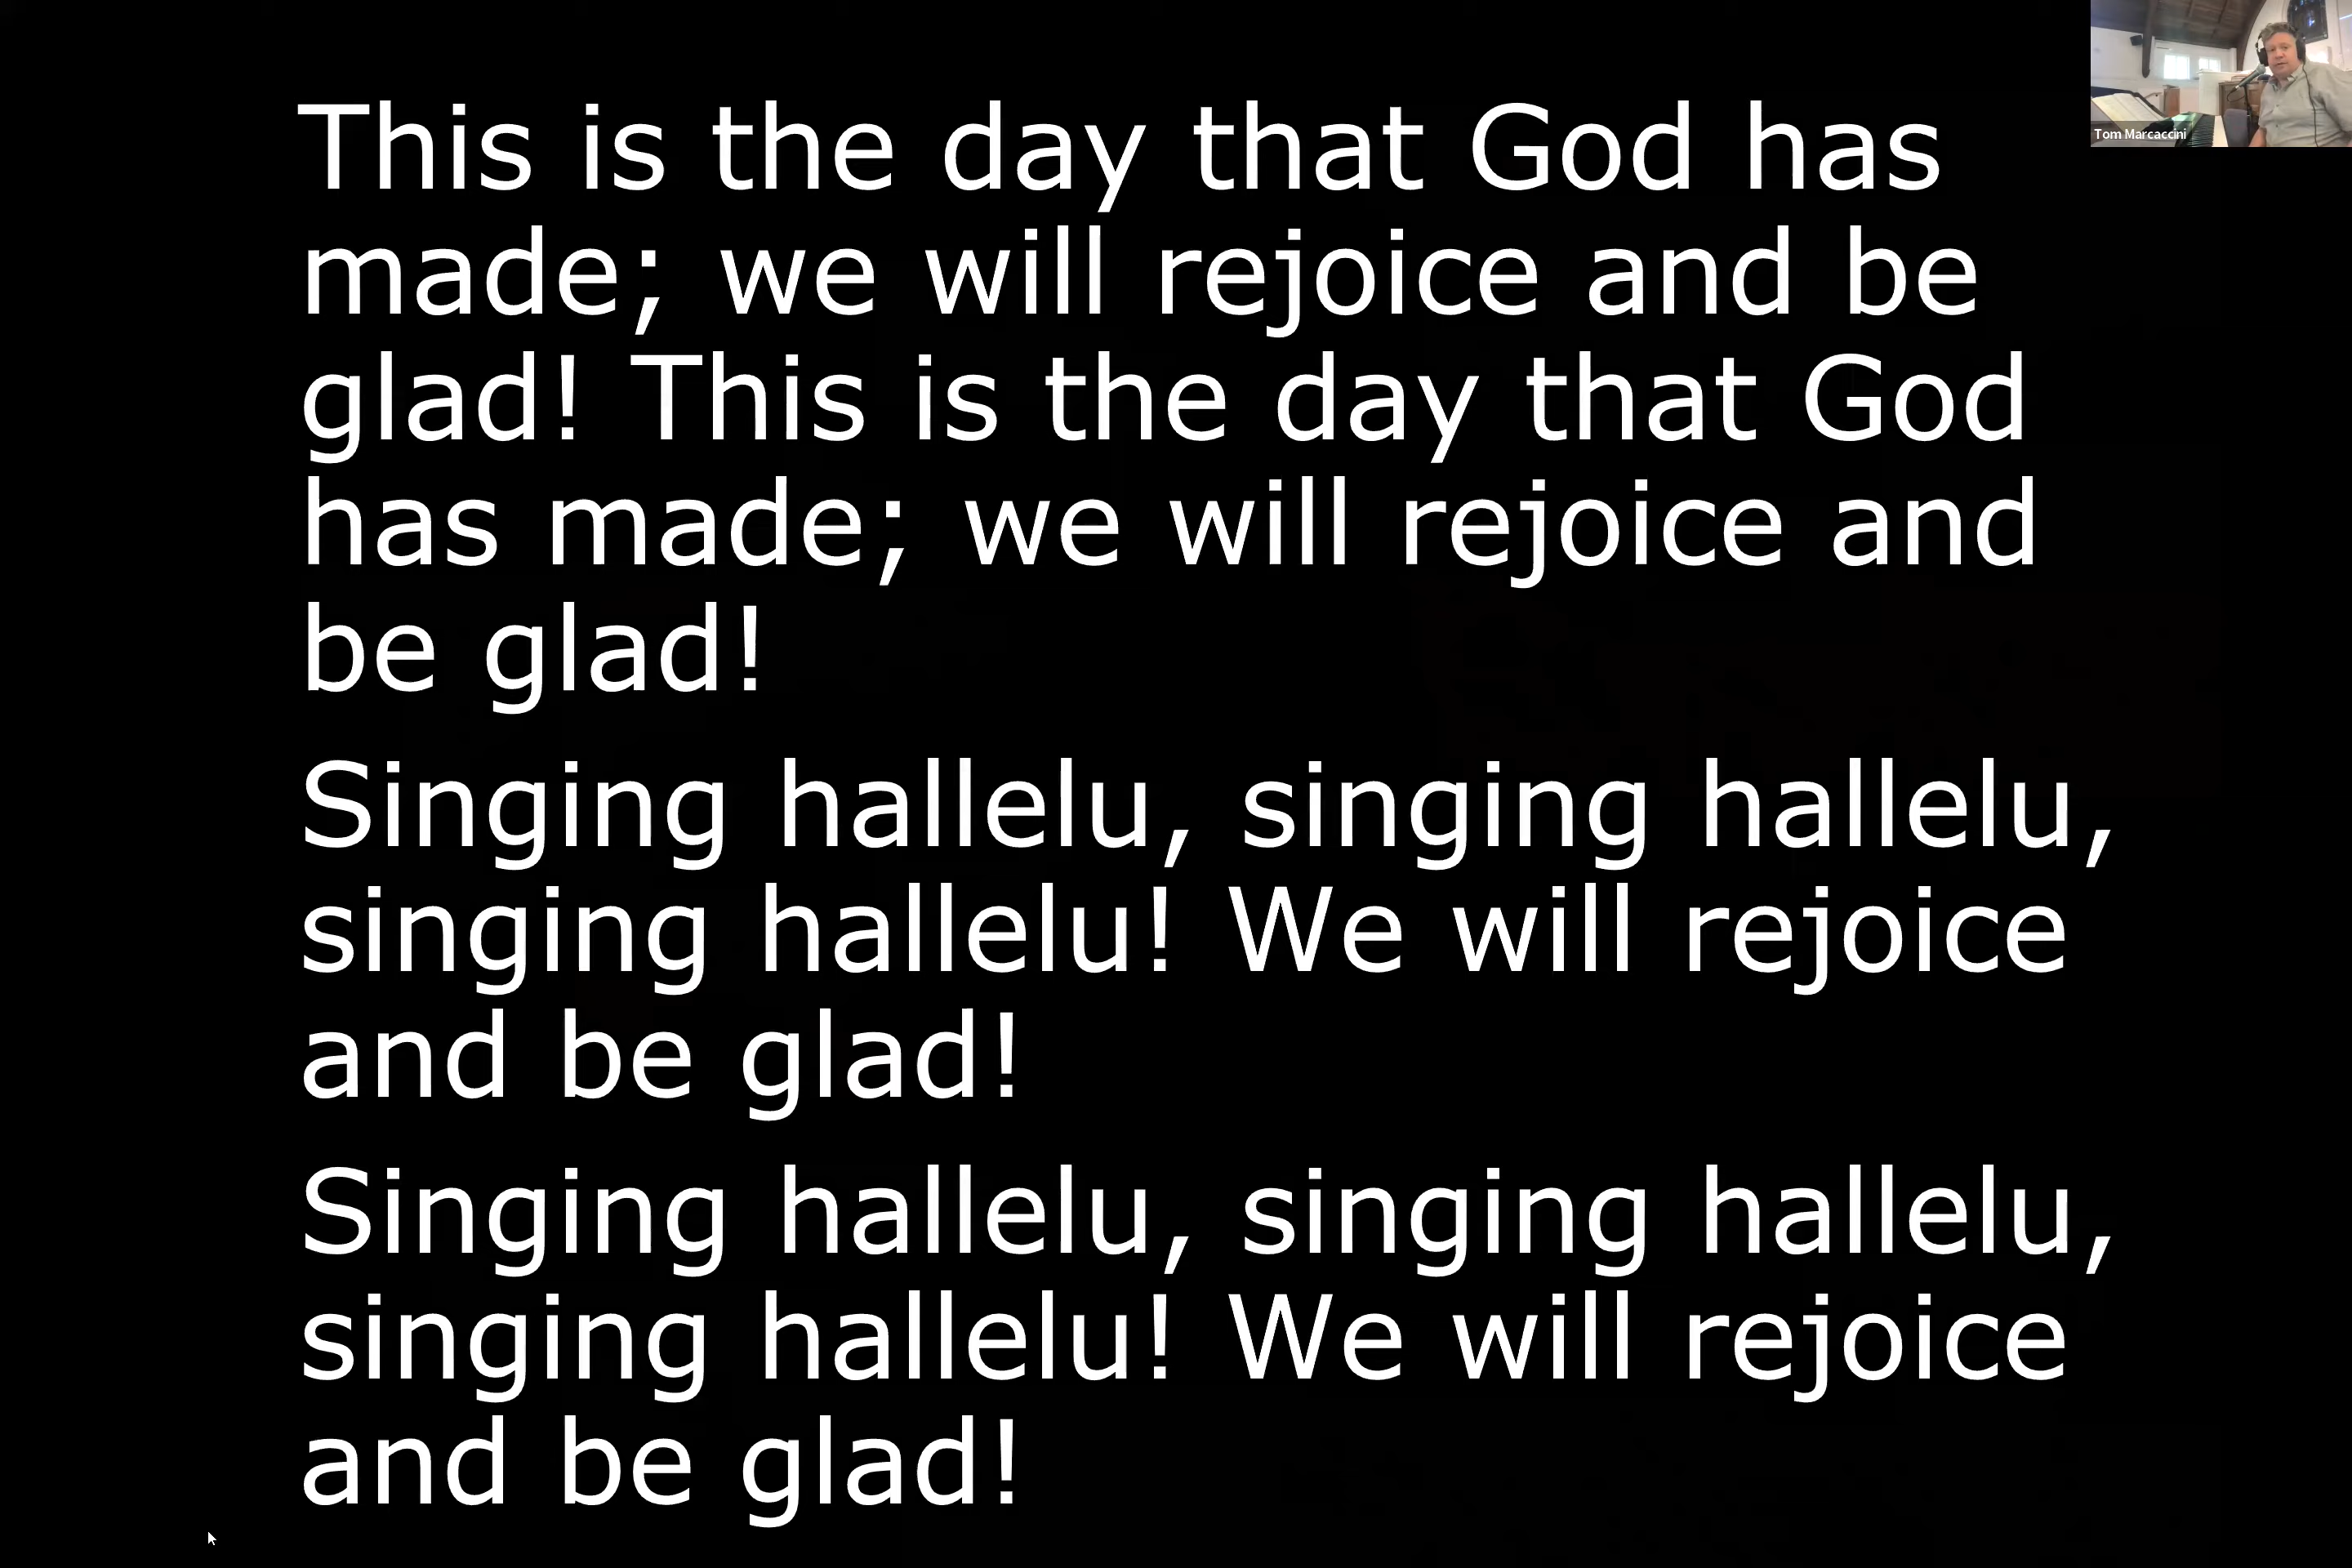 This is the day that God has
made; we will rejoice and be
glad! This is the day that God
has made; we will rejoice and
be glad!
Singing hallelu, singing hallelu,
singing hallelu! We will rejoice
and be glad!
Singing hallelu, singing hallelu,
singing hallelu! We will rejoice
and be glad!
Tom Marcaccini